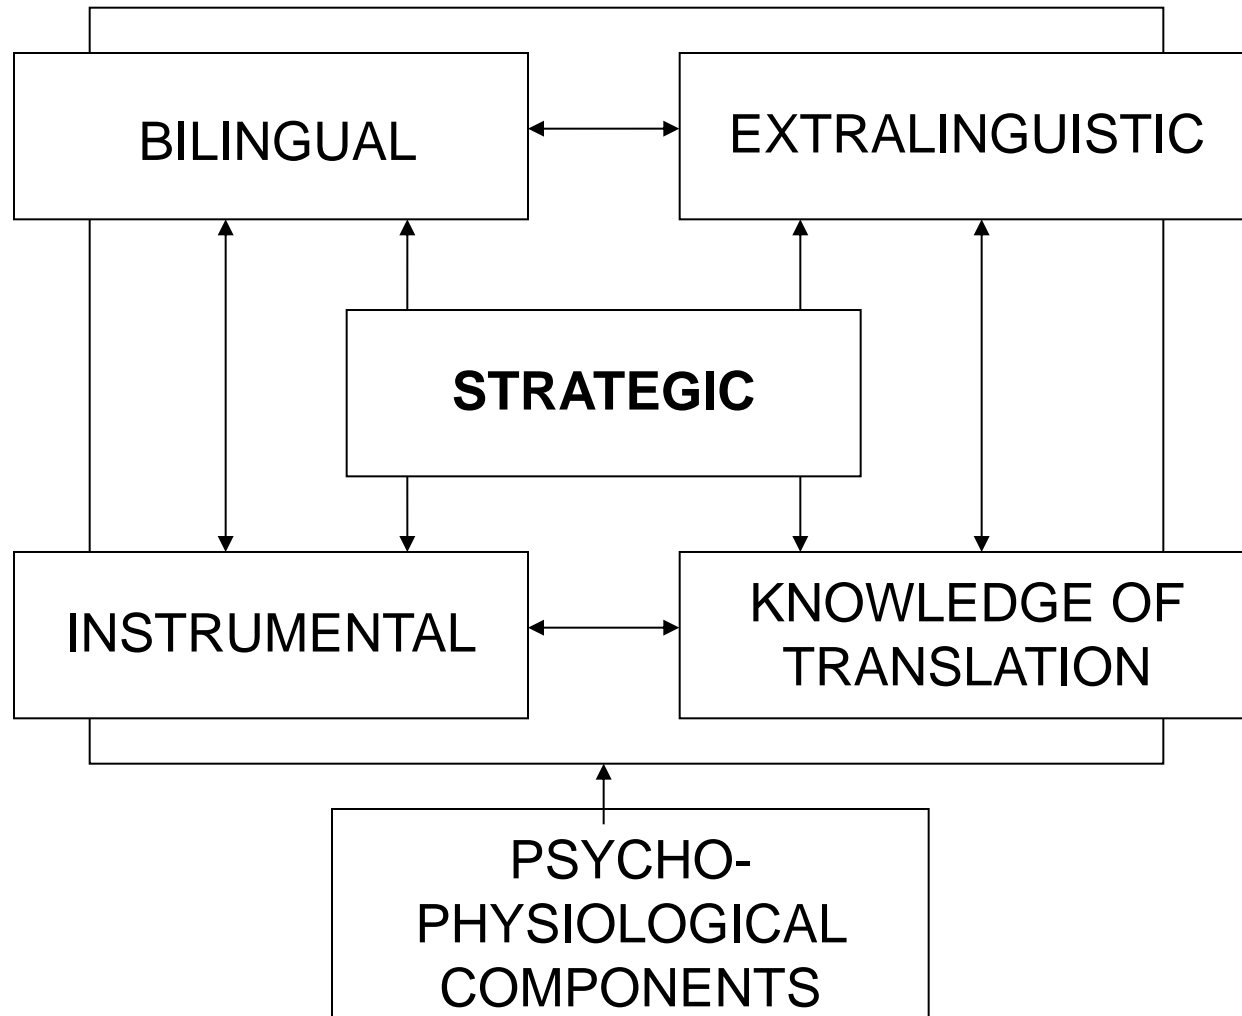 BILINGUAL
EXTRALINGUISTIC
STRATEGIC
INSTRUMENTAL
KNOWLEDGE OF
TRANSLATION
PSYCHO-
PHYSIOLOGICAL
COMPONENTS